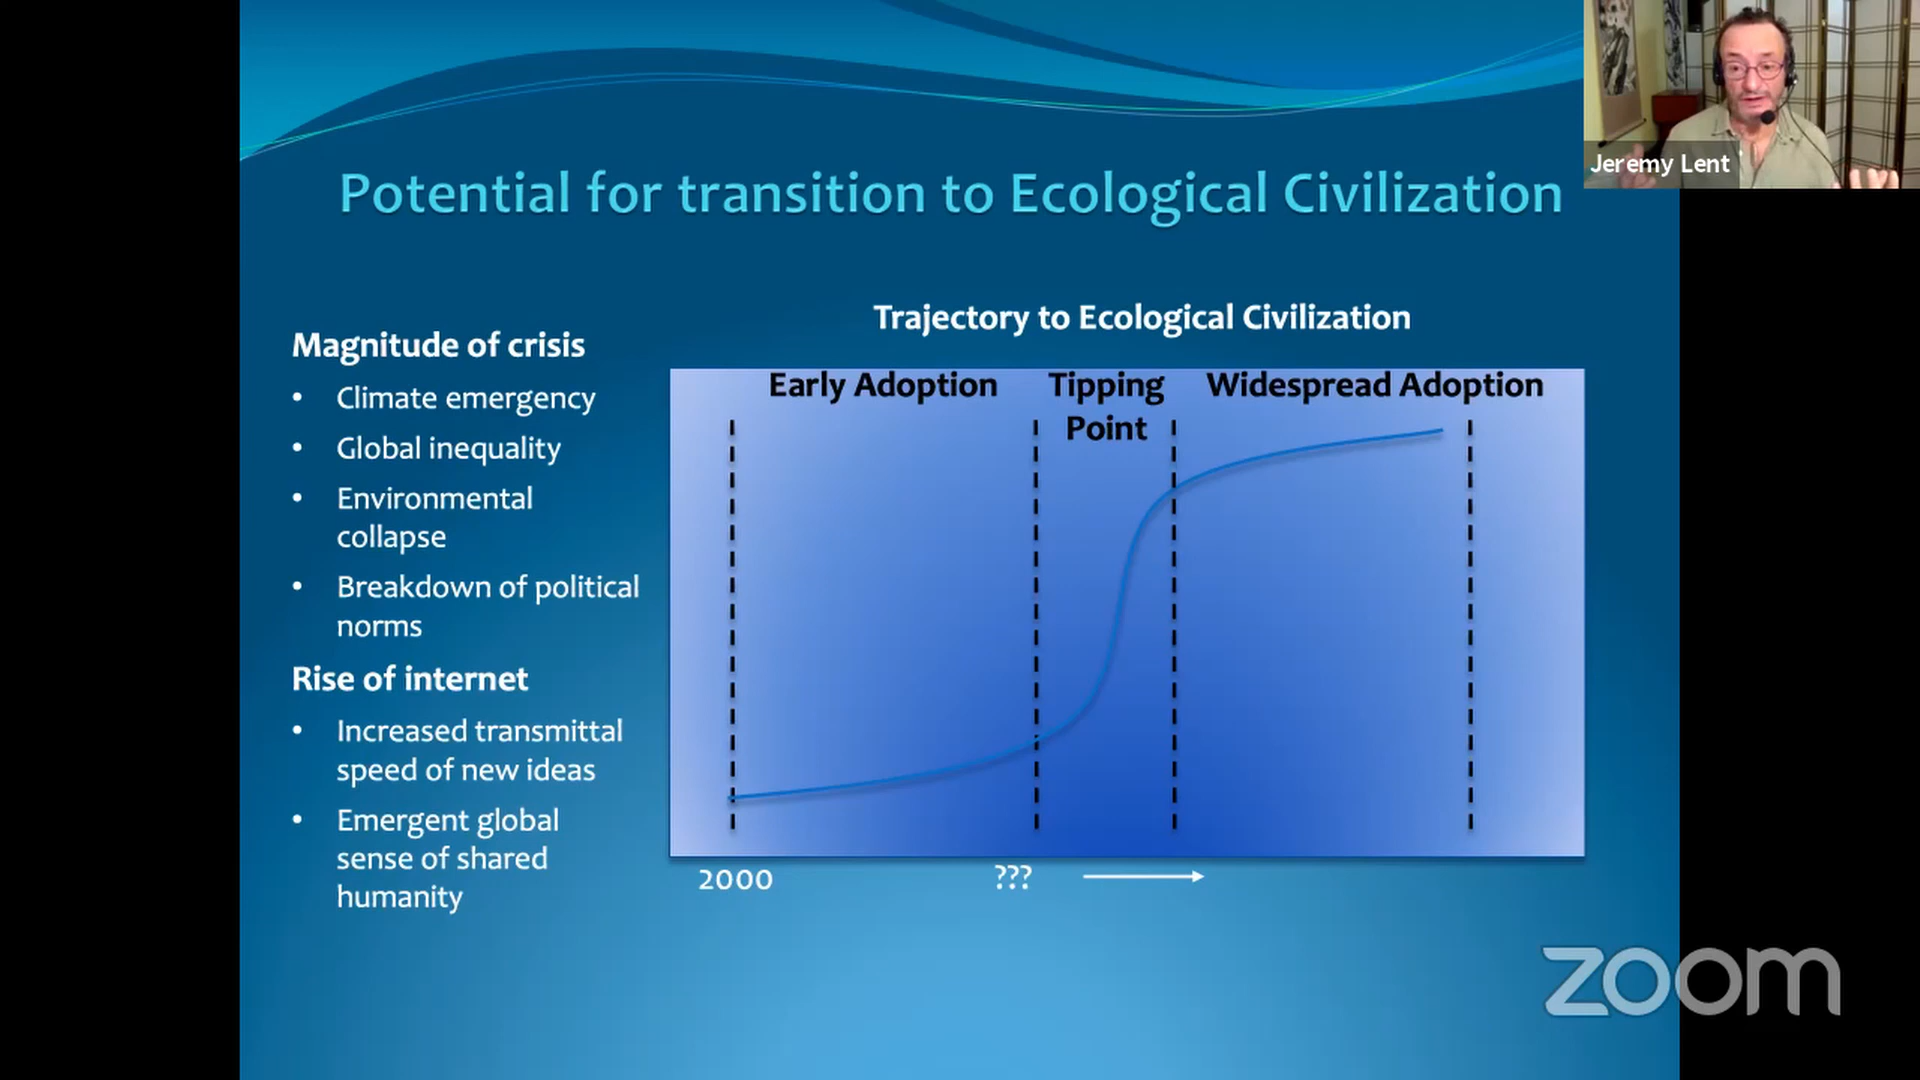 Jeremy Lent
Potential for transition to Ecological Civilization
Magnitude of crisis
• Climate emergency
• Global inequality
• Environmental
collapse
• Breakdown of political
norms
Rise of internet
• Increased transmittal
speed of new ideas
• Emergent global
sense of shared
humanity
Trajectory to Ecological Civilization
Early Adoption
Tipping
Point
Widespread Adoption
2000
???
zoom